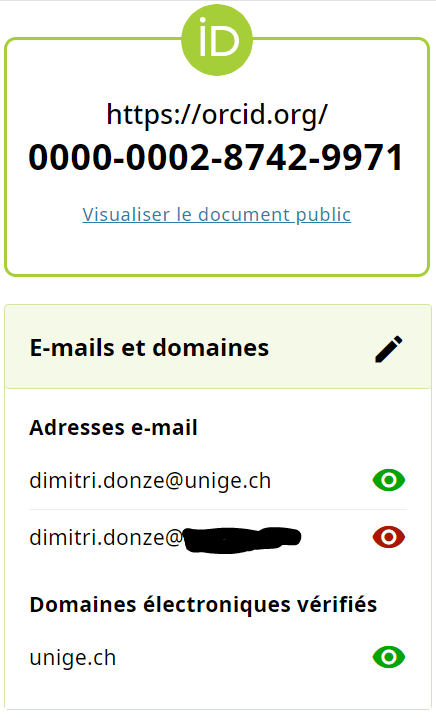 iD
https://orcid.org/
0000-0002-8742-9971
Visualiser le document public
E-mails et domaines
Adresses e-mail
dimitri.donze@unige.ch
dimitri.donze@
Domaines électroniques vérifiés
unige.ch